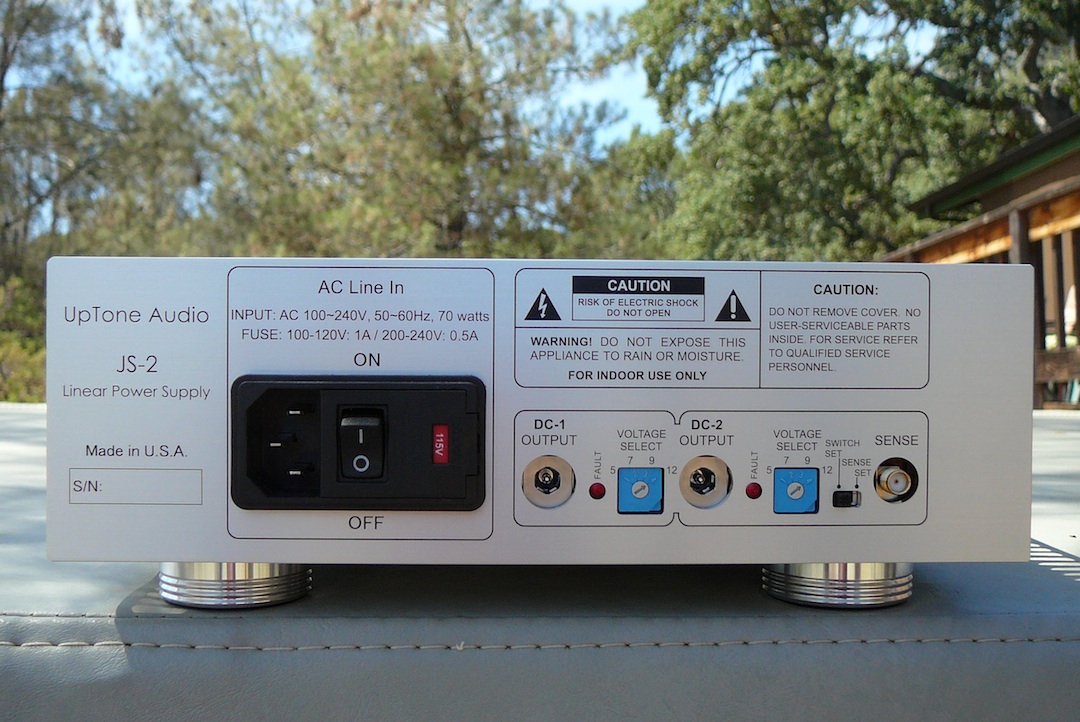 UpTone Audio
JS-2
Linear Power Supply
Made in U.S.A.
S/N:
AC Line In
INPUT: AC 100~240V, 50~60Hz, 70 watts
FUSE: 100-120V: 1A / 200-240V: 0.5A
ON
115V
OFF
CAUTION
RISK OF ELECTRIC SHOCK
DO NOT OPEN
WARNING! DO NOT EXPOSE THIS
APPLIANCE TO RAIN OR MOISTURE.
FOR INDOOR USE ONLY
CAUTION:
DO NOT REMOVE COVER. NO
USER-SERVICEABLE PARTS
INSIDE. FOR SERVICE REFER
TO QUALIFIED SERVICE
PERSONNEL.
DC-1
OUTPUT
FAULT
VOLTAGE
SELECT
7 9
5 12
DC-2
OUTPUT
FAULT
VOLTAGE
SELECT
7 9
5 12
SWITCH
SET
SENSE
SET
SENSE